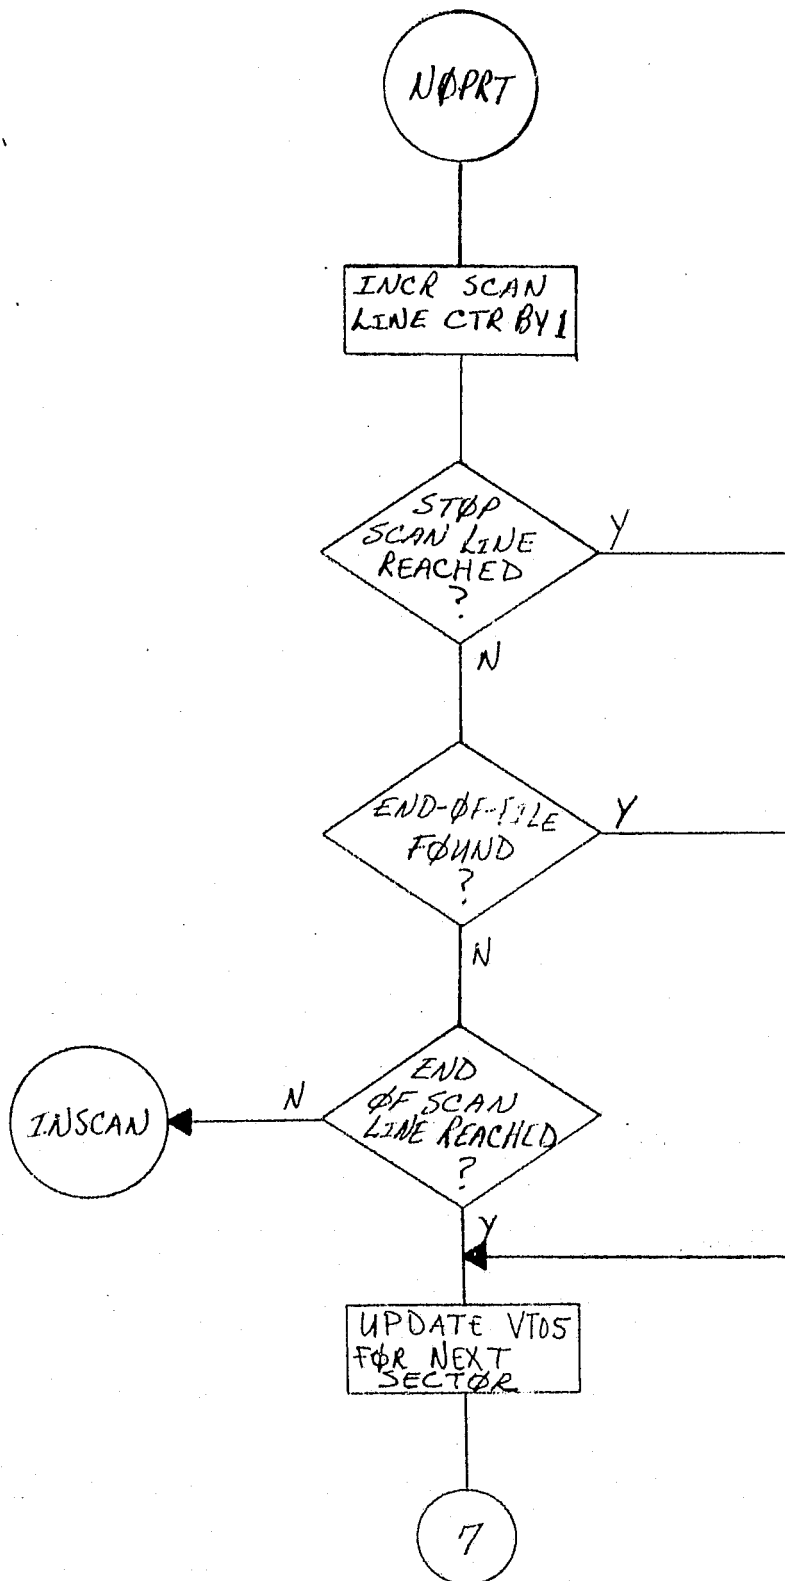 NØPRT
INCR SCAN
LINE CTR BY 1
STØP
SCAN LINE
REACHED
?
Y
N
END-ØF-FILE
FØUND
?
Y
N
END
ØF SCAN
LINE REACHED
?
N
INSCAN
Y
UPDATE VT05
FØR NEXT
SECTØR
7